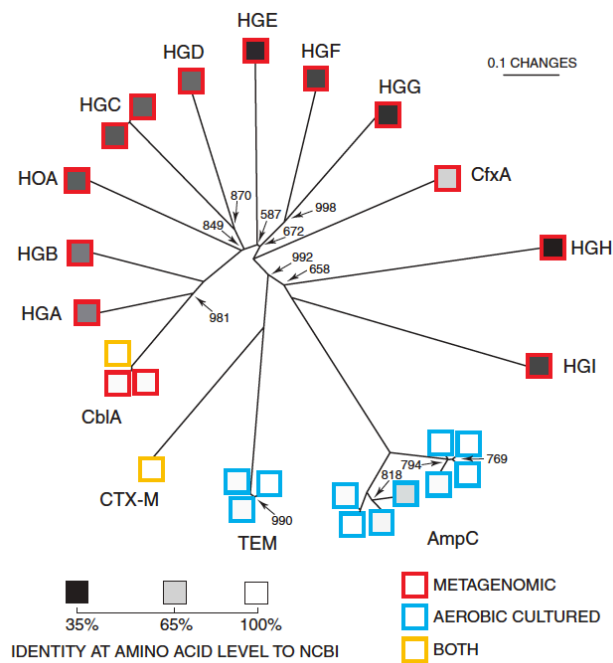 HGE
HGD
HGF
0.1 CHANGES
HGC
HGG
HOA
CfxA
870
998
587
849
672
HGB
992
HGH
658
HGA
981
HGI
CblA
794
769
818
CTX-M
990
TEM
AmpC
METAGENOMIC
35% 65% 100%
AEROBIC CULTURED
IDENTITY AT AMINO ACID LEVEL TO NCBI
BOTH